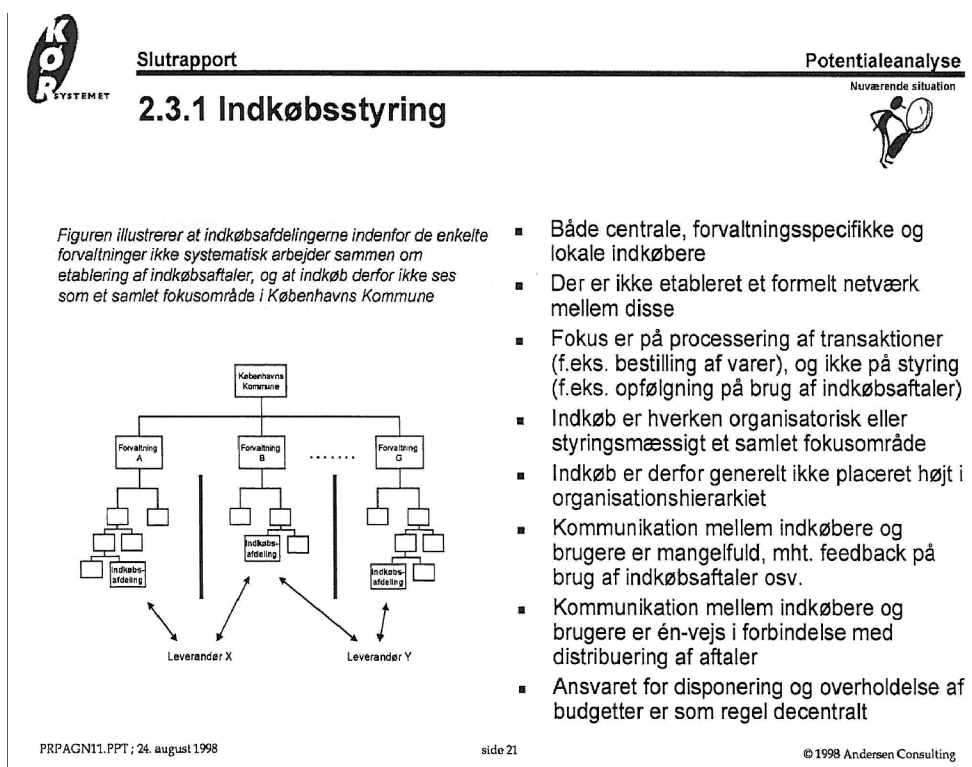 KØR
SYSTEMET
Slutrapport
Potentialeanalyse
2.3.1 Indkøbsstyring
Nuværende situation
Figuren illustrerer at indkøbsafdelingerne indenfor de enkelte
forvaltninger ikke systematisk arbejder sammen om
etablering af indkøbsaftaler, og at indkøb derfor ikke ses
som et samlet fokusområde i Københavns Kommune
Københavns
Kommune
Forvaltning
A
Forvaltning
B
.......
Forvaltning
G
Indkøbs-
afdeling
Indkøbs-
afdeling
Indkøbs-
afdeling
Leverandør X
Leverandør Y
▪ Både centrale, forvaltningsspecifikke og
lokale indkøbere
▪ Der er ikke etableret et formelt netværk
mellem disse
▪ Fokus er på processering af transaktioner
(f.eks. bestilling af varer), og ikke på styring
(f.eks. opfølgning på brug af indkøbsaftaler)
▪ Indkøb er hverken organisatorisk eller
styringsmæssigt et samlet fokusområde
▪ Indkøb er derfor generelt ikke placeret højt i
organisationshierarkiet
▪ Kommunikation mellem indkøbere og
brugere er mangelfuld, mht. feedback på
brug af indkøbsaftaler osv.
▪ Kommunikation mellem indkøbere og
brugere er én-vejs i forbindelse med
distribuering af aftaler
▪ Ansvaret for disponering og overholdelse af
budgetter er som regel decentralt
PRPAGN11.PPT ; 24. august 1998
side 21
© 1998 Andersen Consulting